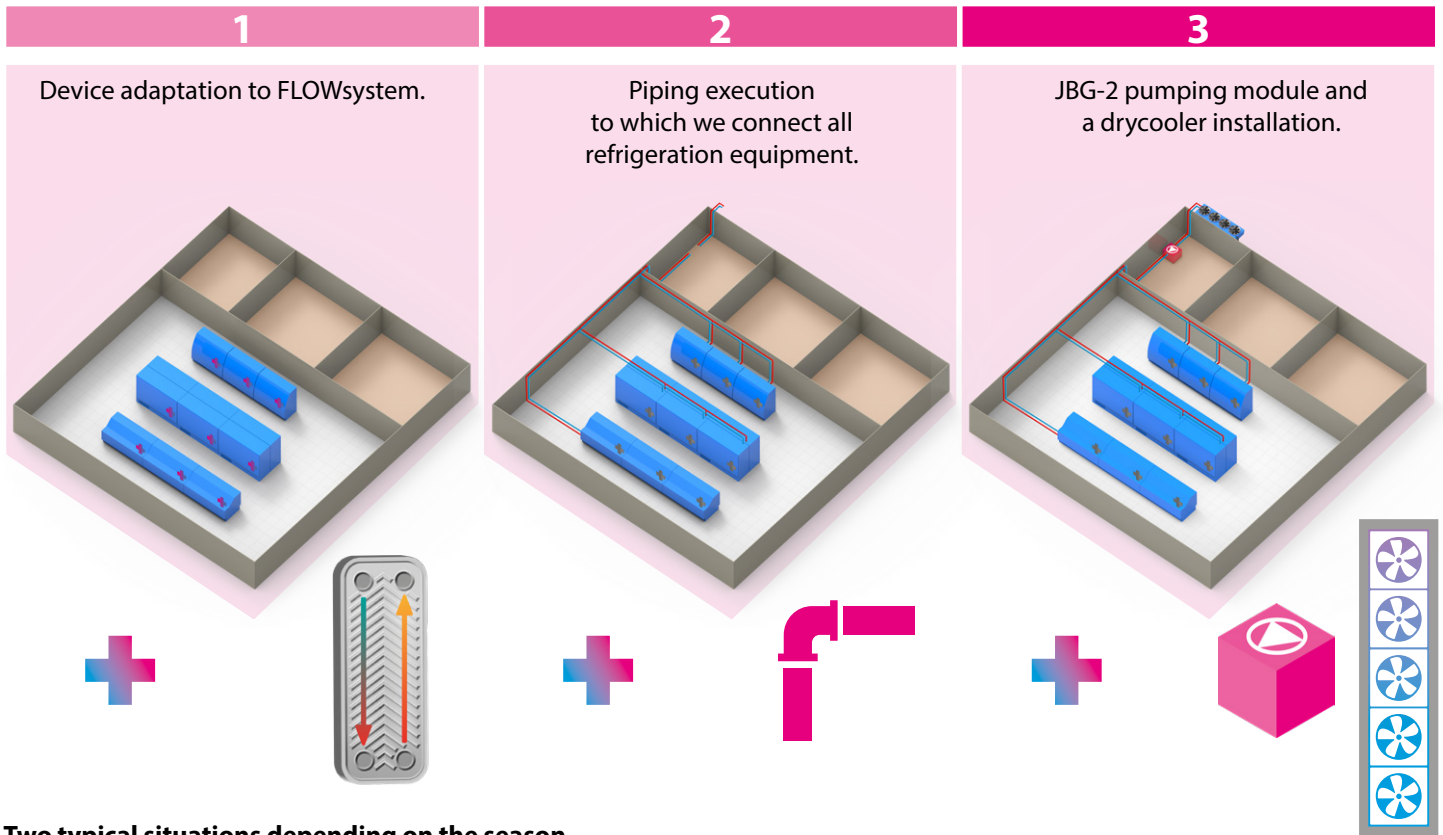 1
2
3
Device adaptation to FLOWsystem.
Piping execution
to which we connect all
refrigeration equipment.
JBG-2 pumping module and
a drycooler installation.
Two typical situations depending on the season